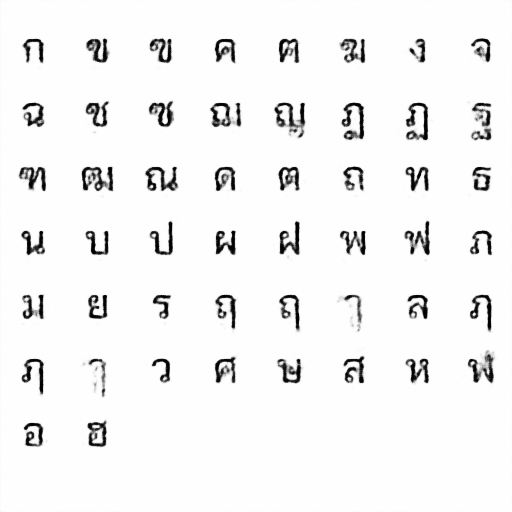 ก ข ฃ ค ฅ ฆ ง จ
ฉ ช ซ ฌ ญ ฎ ฏ ฐ
ฑ ฒ ณ ด ต ถ ท ธ
น บ ป ผ ฝ พ ฟ ภ
ม ย ร ฤ ฤ ล ฦ
ฦ ว ศ ษ ส ห ฬ
อ ฮ